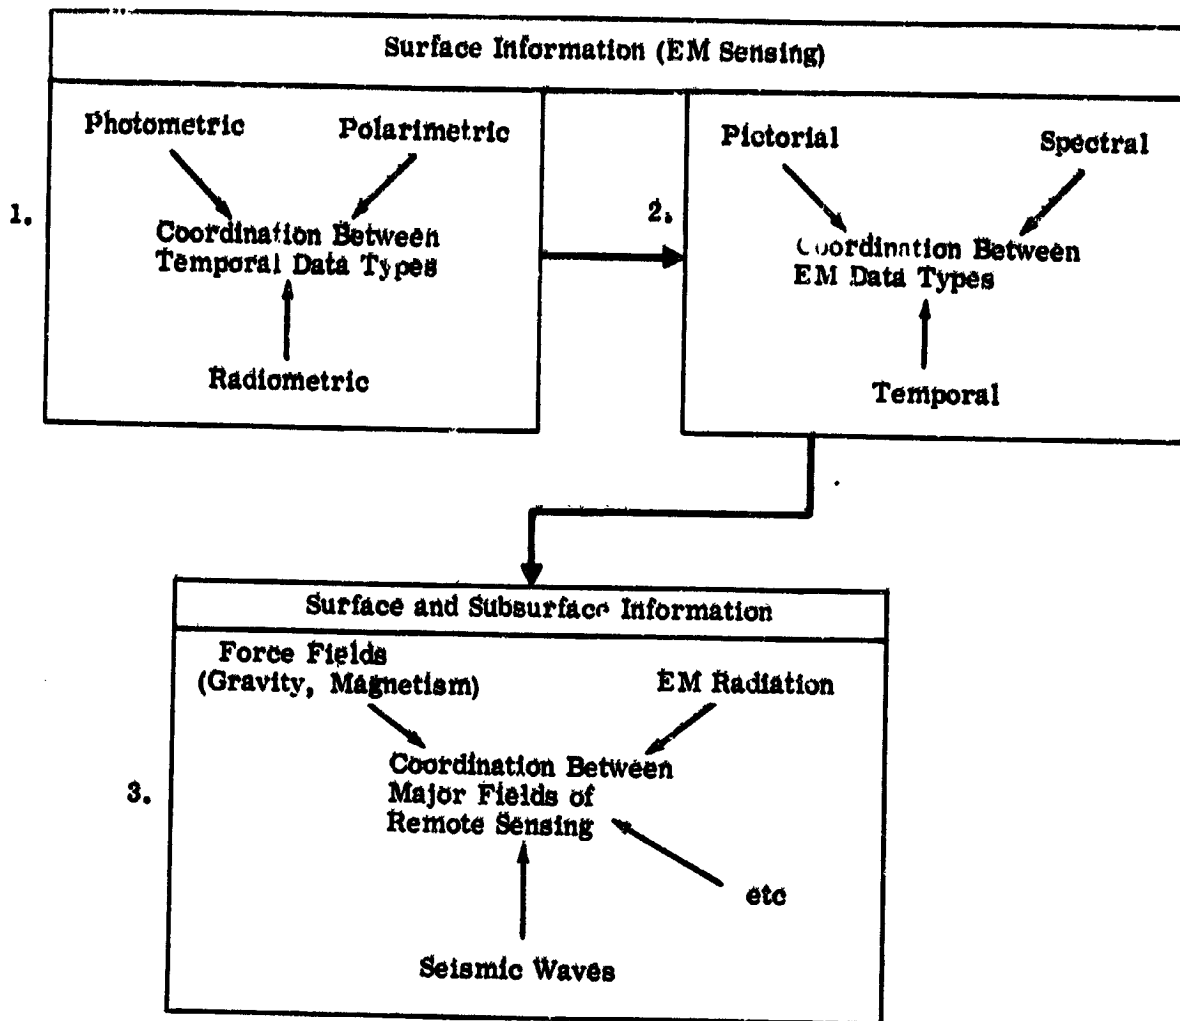 Surface Information (EM Sensing)
1.
Photometric
Polarimetric
Coordination Between
Temporal Data Types
Radiometric
2.
Pictorial
Spectral
Coordination Between
EM Data Types
Temporal
Surface and Subsurface Information
3.
Force Fields
(Gravity, Magnetism)
EM Radiation
Coordination Between
Major Fields of
Remote Sensing
etc
Seismic Waves